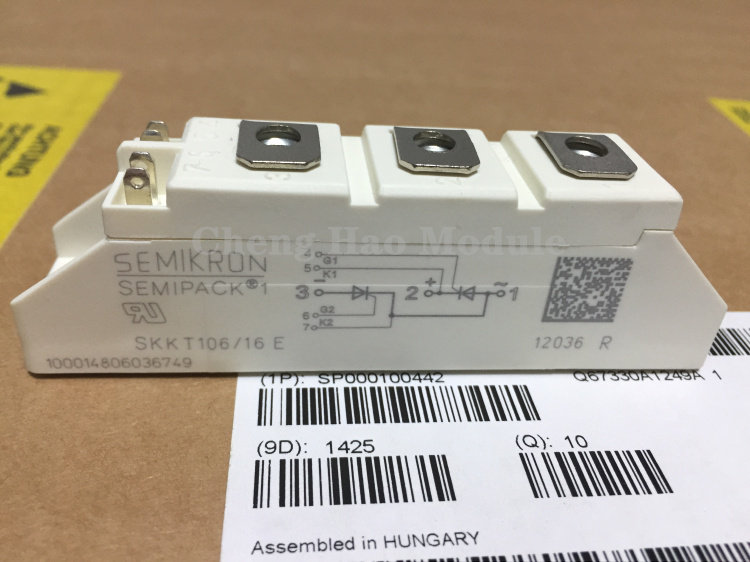 Cheng Hao Module
SEMIKRON
SEMIPACK® 1
SKKT106/16 E
100014806036749
4 G1
5 K1
3 − 2 + ~ 1
6 G2
7 K2
12036 R
(1P): SP000100442
Q67330A1249A 1
(9D): 1425
(Q): 10
Assembled in HUNGARY